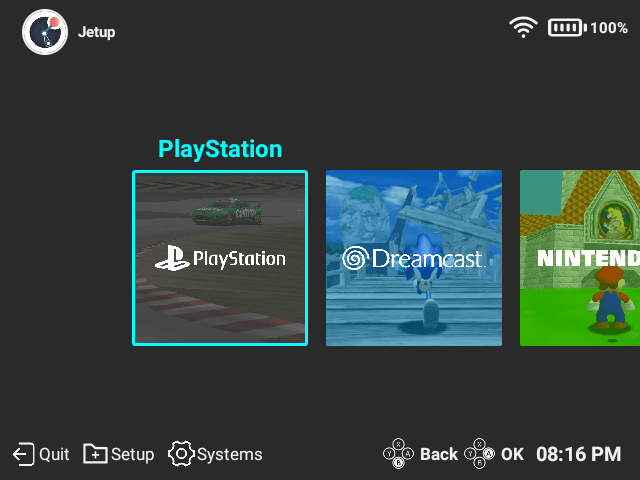 Jetup
100%
PlayStation
PlayStation
Dreamcast
NINTEND
Quit
Setup
Systems
Back
OK
08:16 PM